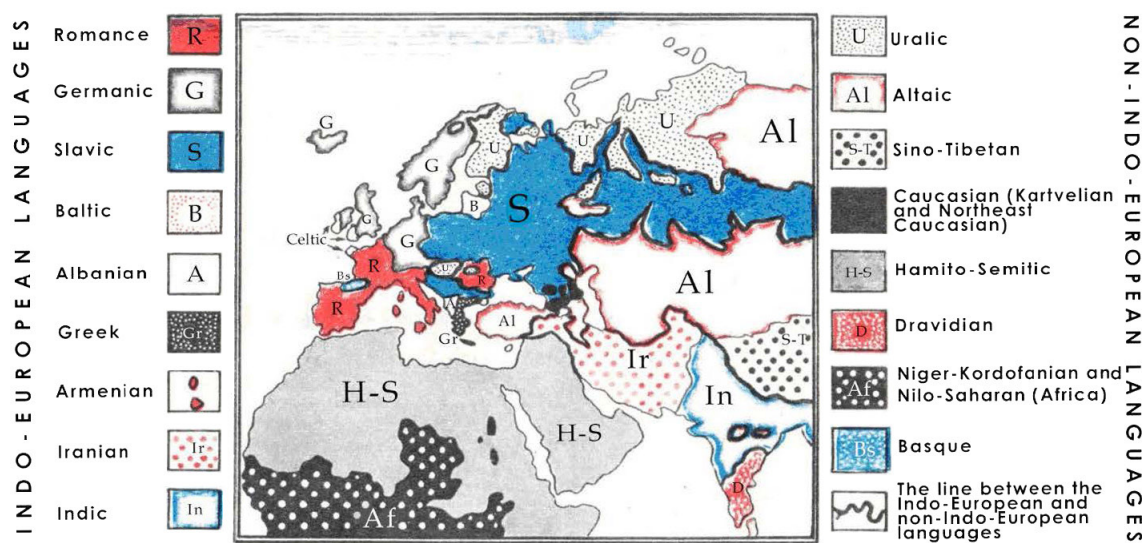 INDO-EUROPEAN LANGUAGES
Romance
R
Germanic
G
Slavic
S
Baltic
B
Albanian
A
Greek
Gr
Armenian
Iranian
Ir
Indic
In
G
G
U
U
U
Al
B
S
G
G
Celtic
R
Bs
U
R
R
A
Gr
Al
Al
Ir
S-T
In
H-S
H-S
D
Af
U
Uralic
Al
Altaic
S-T
Sino-Tibetan
Caucasian (Kartvelian
and Northeast
Caucasian)
H-S
Hamito-Semitic
D
Dravidian
Af
Niger-Kordofanian and
Nilo-Saharan (Africa)
Bs
Basque
The line between the
Indo-European and
non-Indo-European
languages
NON-INDO-EUROPEAN LANGUAGES